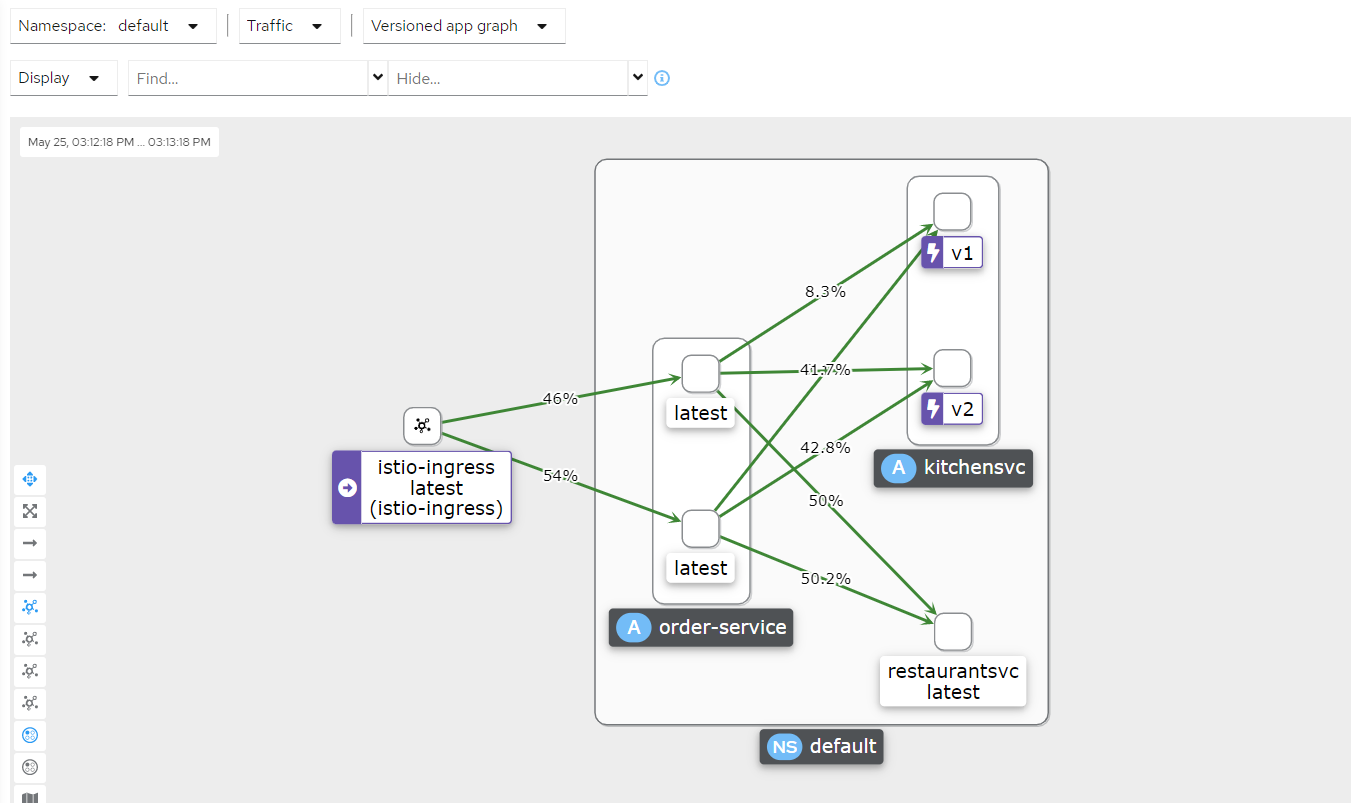 Namespace: default
Traffic
Versioned app graph
Display
Find...
Hide...
May 25, 03:12:18 PM ... 03:13:18 PM
v1
8.3%
41.7%
v2
46%
latest
istio-ingress
latest
(istio-ingress)
42.8%
A kitchensvc
54%
50%
latest
50.2%
A order-service
restaurantsvc
latest
NS default